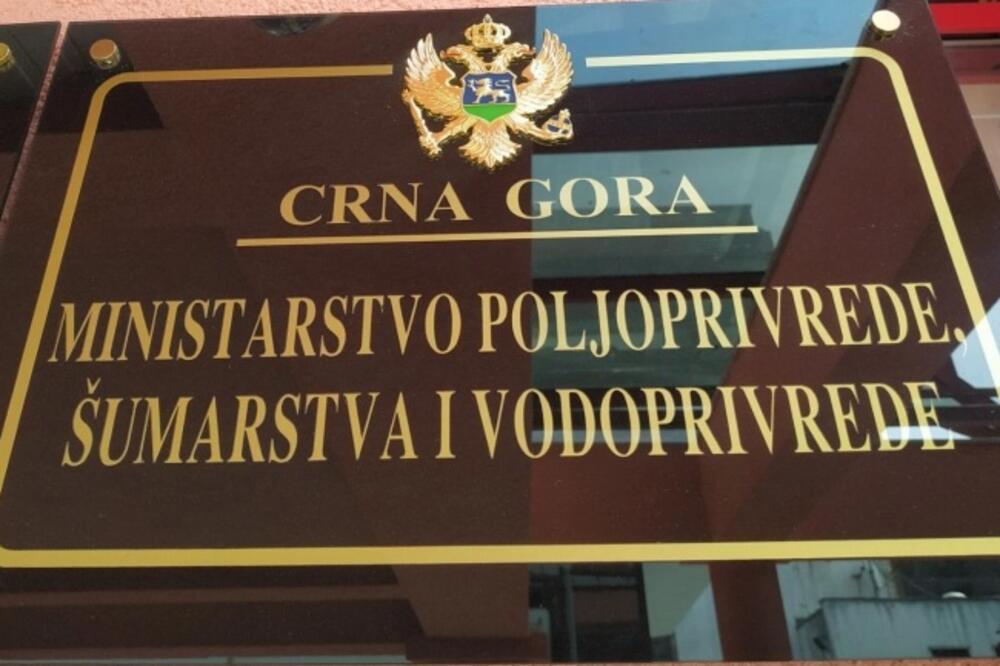 CRNA GORA
MINISTARSTVO POLJOPRIVREDE,
ŠUMARSTVA I VODOPRIVREDE